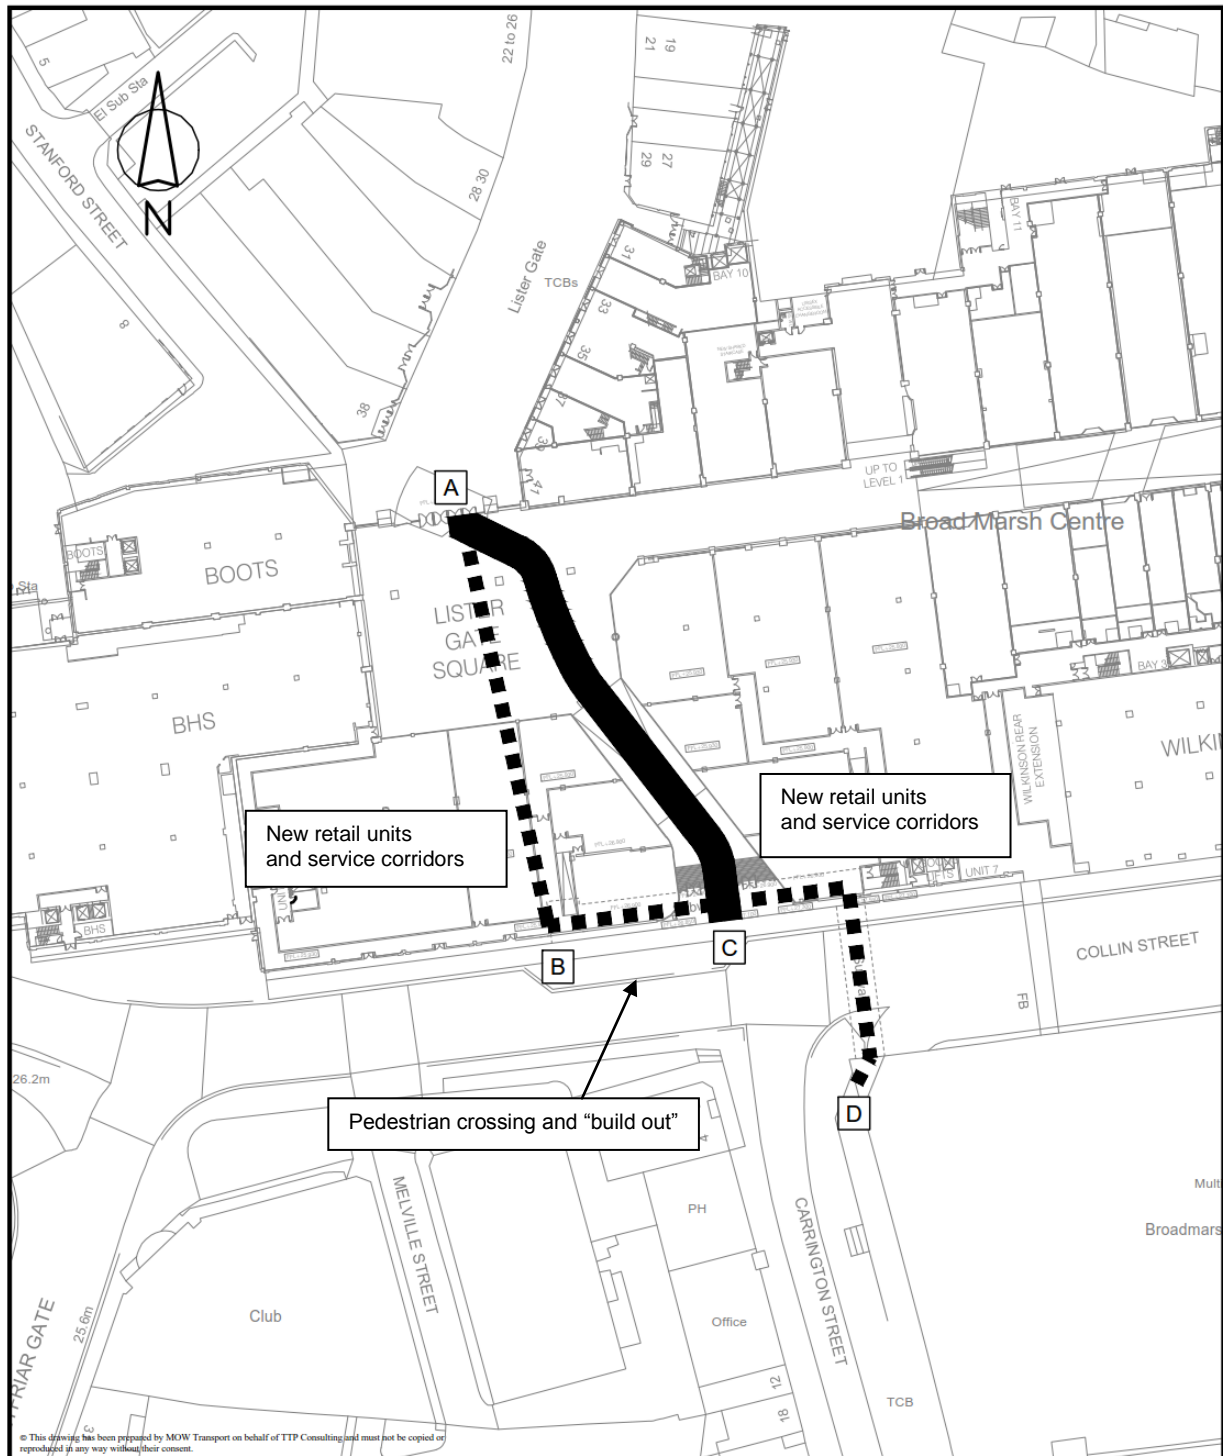 22 to 26
19
21
5
El Sub Sta
STANFORD STREET
N
27
29
28 30
BAY 11
31
BAY 10
Lister Gate
TCBs
33
8
35
37
38
39
41
UP TO
LEVEL 1
A
Broad Marsh Centre
BOOTS
BOOTS
Sta
LISTER
GATE
SQUARE
BAY 3
BHS
WILKIN
WILKINSON REAR
EXTENSION
New retail units
and service corridors
New retail units
and service corridors
UNIT 7
BHS
B
C
COLLIN STREET
Subway
FB
26.2m
D
Pedestrian crossing and “build out”
4
MELVILLE STREET
PH
CARRINGTON STREET
Mult
Broadmars
FRIAR GATE
25.6m
Club
Office
12
18
TCB
© This drawing has been prepared by MOW Transport on behalf of TTP Consulting and must not be copied or
reproduced in any way without their consent.